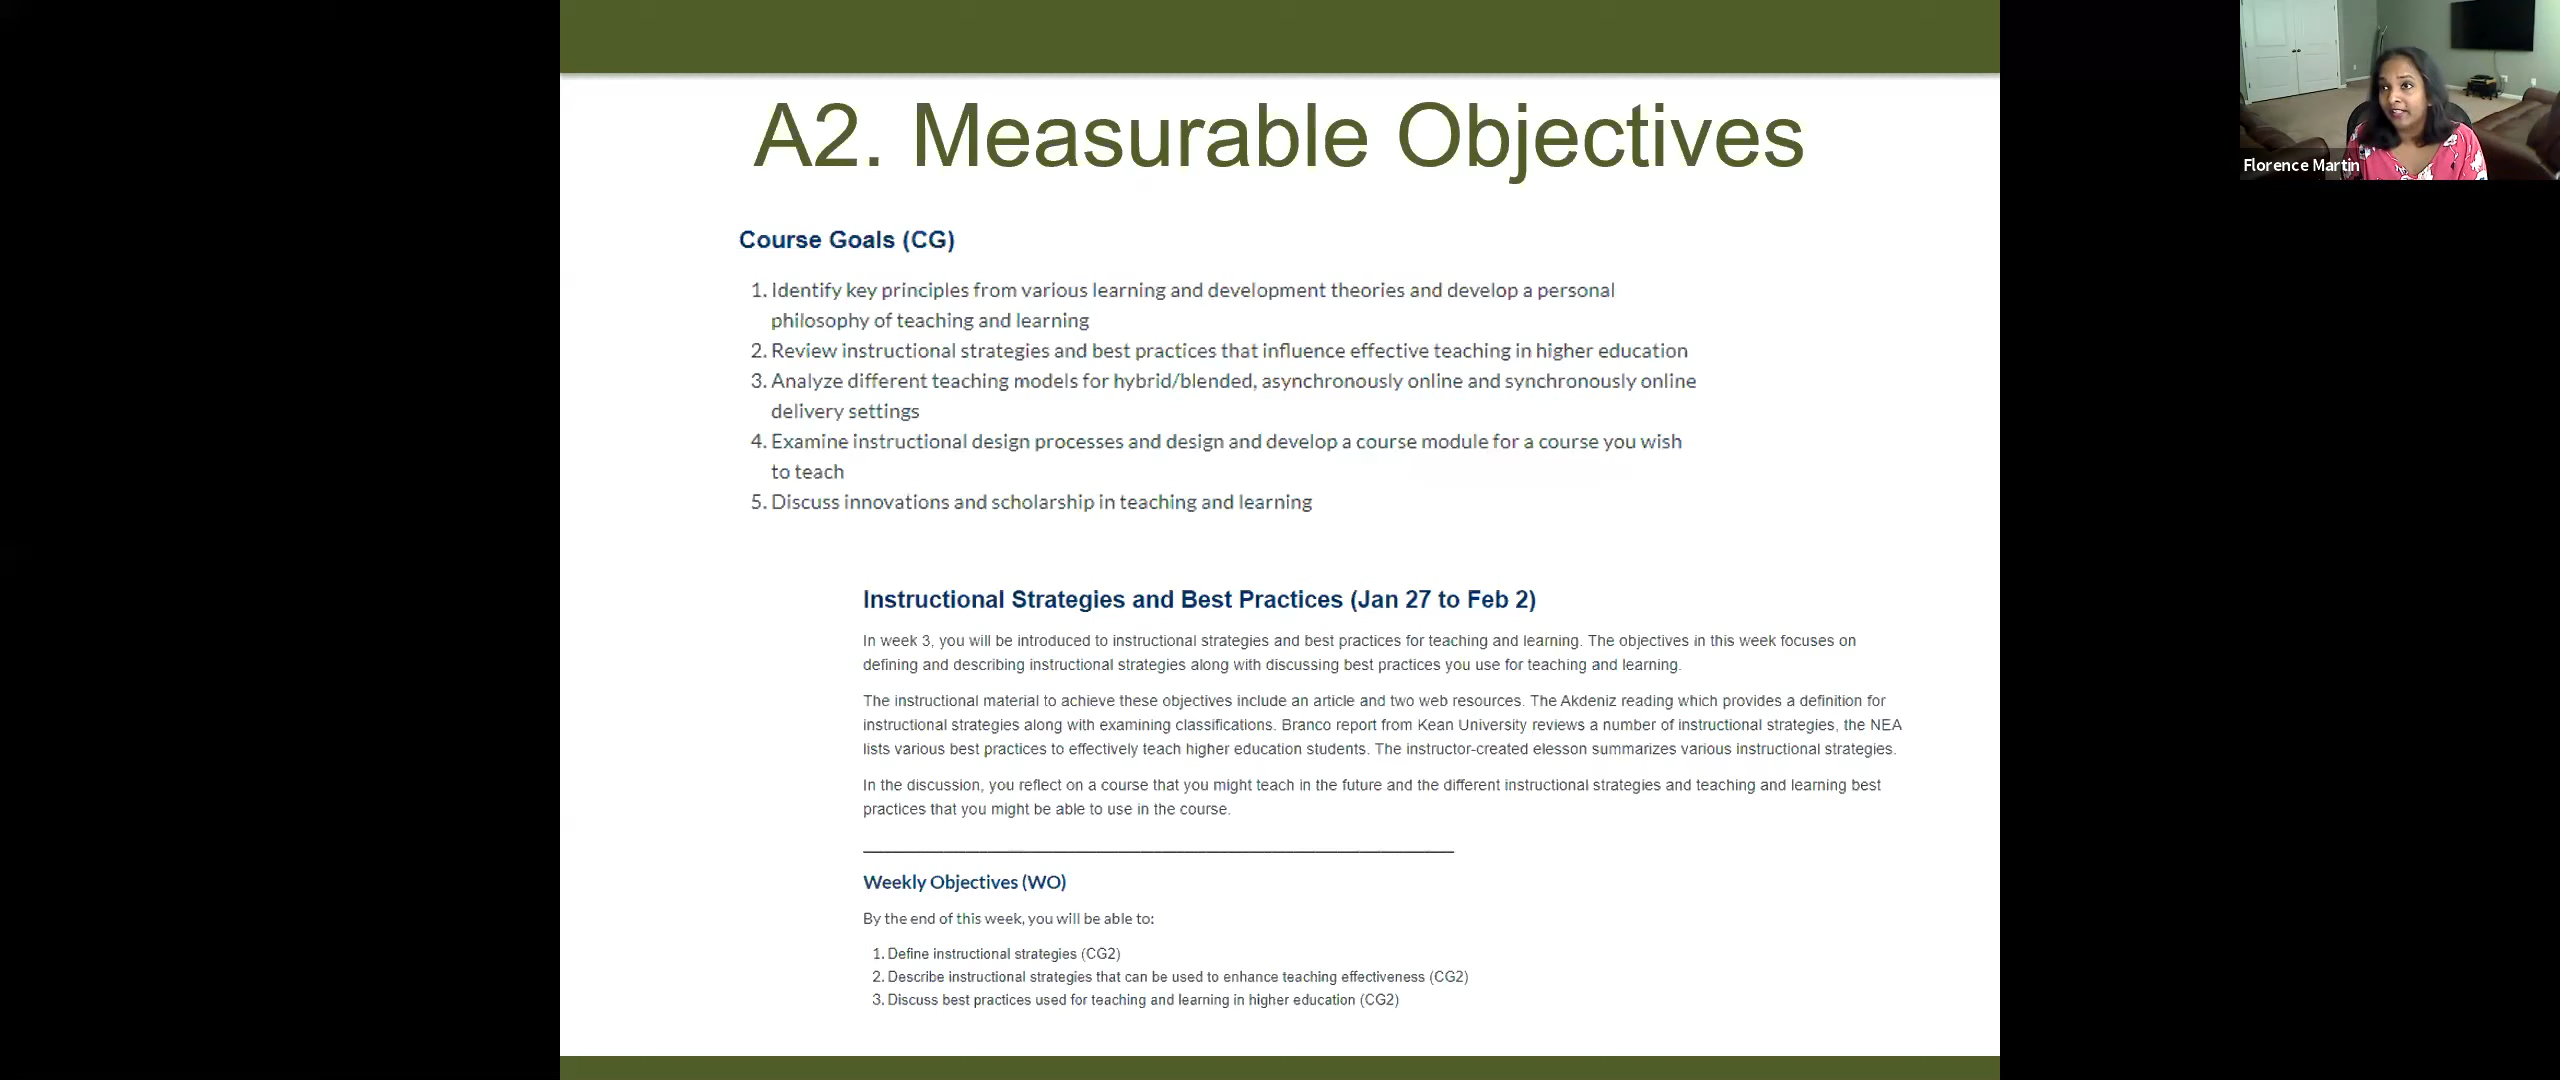 A2. Measurable Objectives
Florence Martin
Course Goals (CG)
1. Identify key principles from various learning and development theories and develop a personal
philosophy of teaching and learning
2. Review instructional strategies and best practices that influence effective teaching in higher education
3. Analyze different teaching models for hybrid/blended, asynchronously online and synchronously online
delivery settings
4. Examine instructional design processes and design and develop a course module for a course you wish
to teach
5. Discuss innovations and scholarship in teaching and learning
Instructional Strategies and Best Practices (Jan 27 to Feb 2)
In week 3, you will be introduced to instructional strategies and best practices for teaching and learning. The objectives in this week focuses on
defining and describing instructional strategies along with discussing best practices you use for teaching and learning.
The instructional material to achieve these objectives include an article and two web resources. The Akdeniz reading which provides a definition for
instructional strategies along with examining classifications. Branco report from Kean University reviews a number of instructional strategies, the NEA
lists various best practices to effectively teach higher education students. The instructor-created elesson summarizes various instructional strategies.
In the discussion, you reflect on a course that you might teach in the future and the different instructional strategies and teaching and learning best
practices that you might be able to use in the course.
Weekly Objectives (WO)
By the end of this week, you will be able to:
1. Define instructional strategies (CG2)
2. Describe instructional strategies that can be used to enhance teaching effectiveness (CG2)
3. Discuss best practices used for teaching and learning in higher education (CG2)